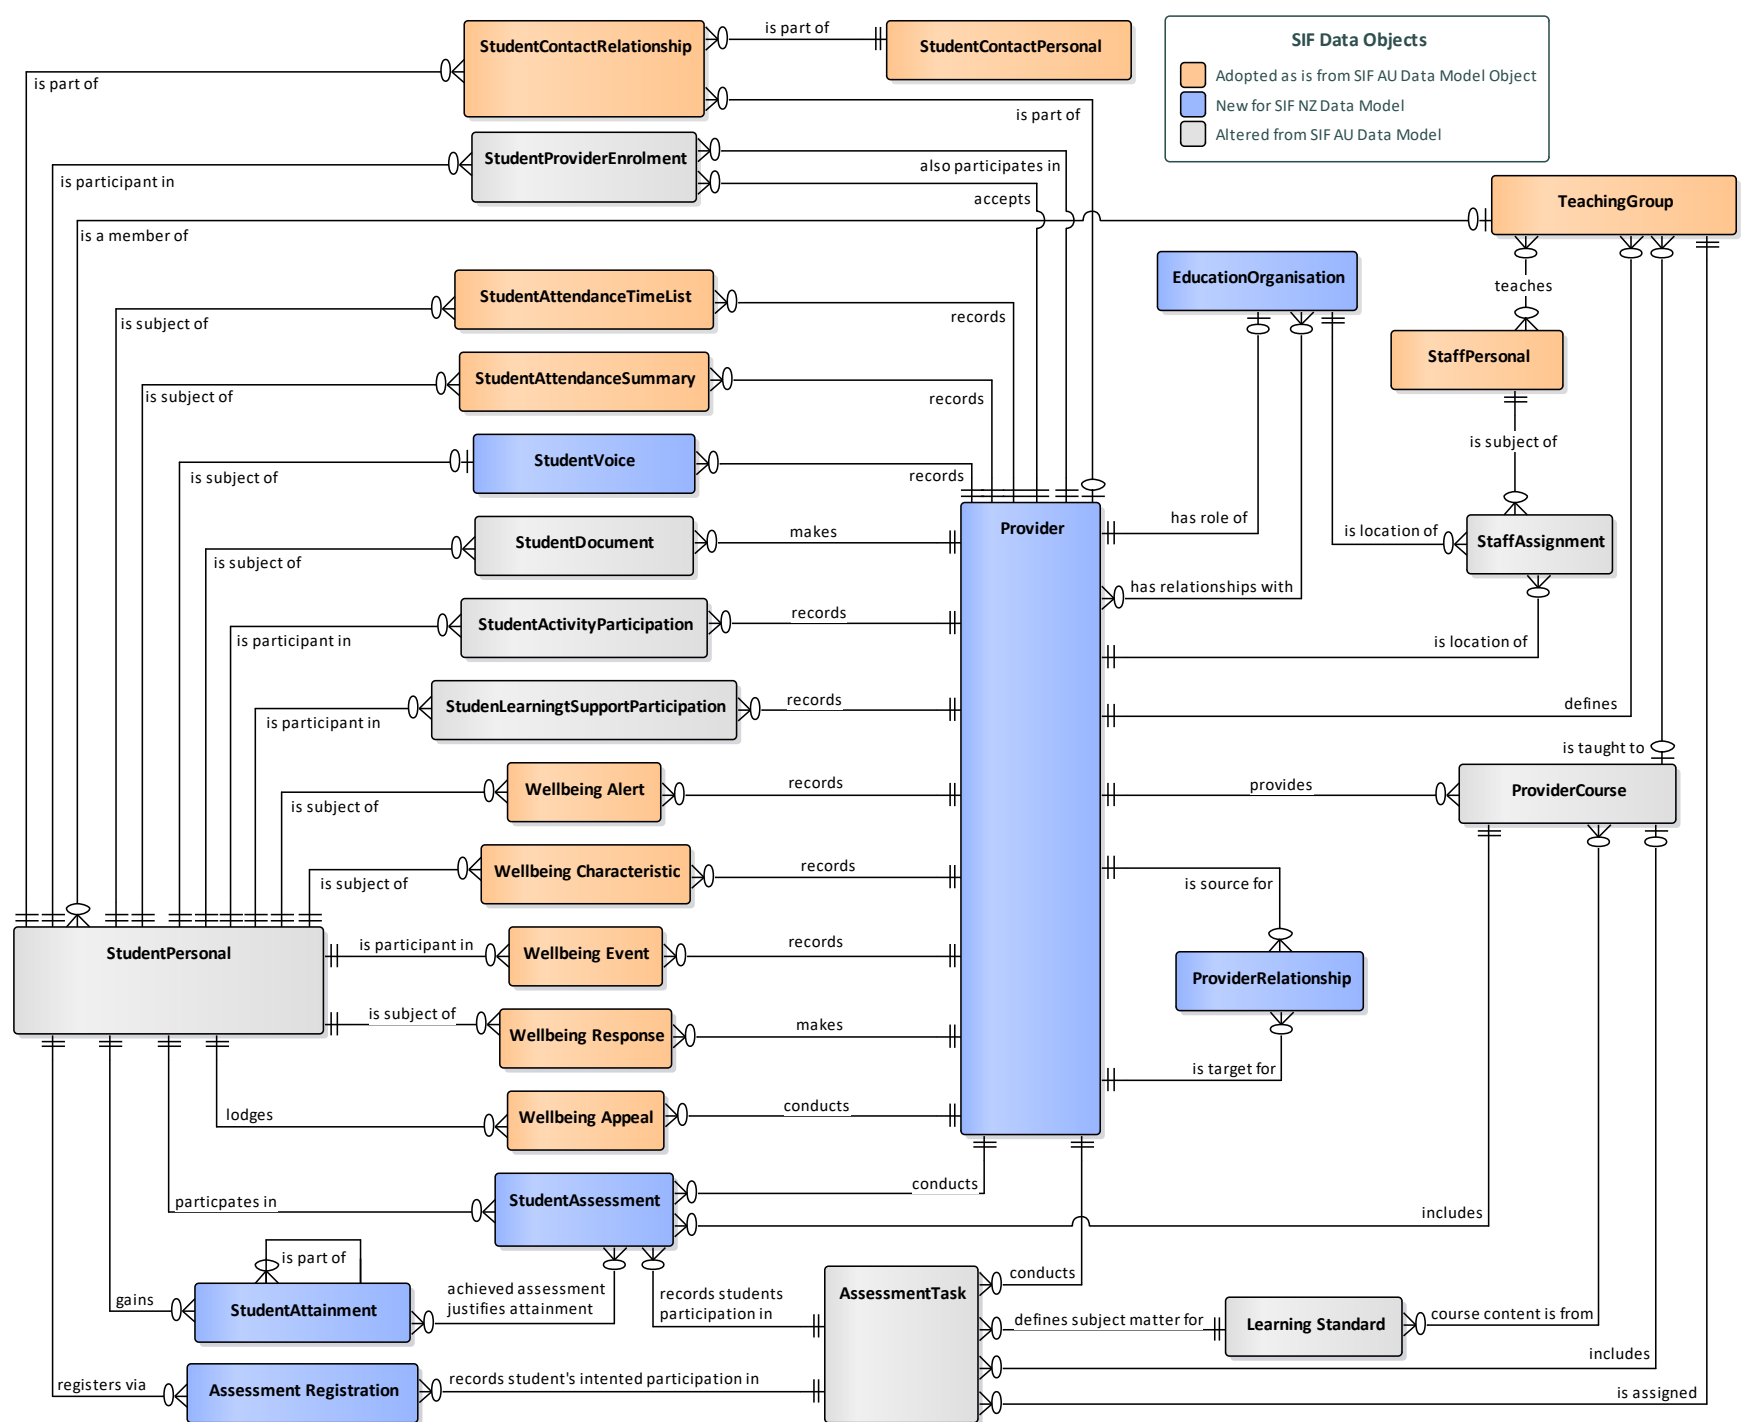 StudentContactRelationship
is part of
StudentContactPersonal
SIF Data Objects
Adopted as is from SIF AU Data Model Object
New for SIF NZ Data Model
Altered from SIF AU Data Model
is part of
is part of
StudentProviderEnrolment
also participates in
is participant in
accepts
TeachingGroup
is a member of
EducationOrganisation
teaches
StudentAttendanceTimeList
is subject of
records
StaffPersonal
StudentAttendanceSummary
is subject of
records
is subject of
StudentVoice
is subject of
records
Provider
has role of
is location of
StaffAssignment
StudentDocument
makes
is subject of
has relationships with
StudentActivityParticipation
records
is participant in
is location of
StudenLearningtSupportParticipation
records
is participant in
defines
is taught to
Wellbeing Alert
records
is subject of
provides
ProviderCourse
Wellbeing Characteristic
records
is subject of
is source for
StudentPersonal
is participant in
Wellbeing Event
records
ProviderRelationship
is subject of
Wellbeing Response
makes
is target for
lodges
Wellbeing Appeal
conducts
particpates in
StudentAssessment
conducts
includes
is part of
gains
StudentAttainment
achieved assessment
justifies attainment
records students
participation in
AssessmentTask
conducts
defines subject matter for
Learning Standard
course content is from
includes
registers via
Assessment Registration
records student's intented participation in
is assigned